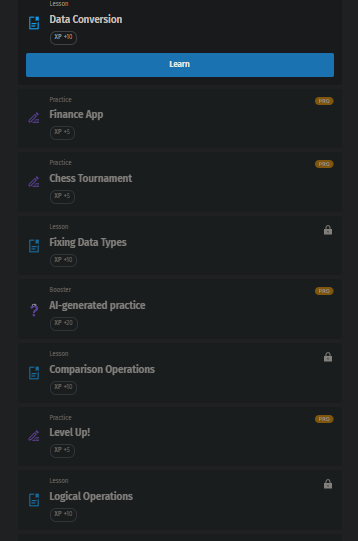 Lesson
Data Conversion
XP +10
Learn
Practice
PRO
Finance App
XP +5
Practice
PRO
Chess Tournament
XP +5
Lesson
Fixing Data Types
XP +10
Booster
PRO
AI-generated practice
XP +20
Lesson
Comparison Operations
XP +10
Practice
PRO
Level Up!
XP +5
Lesson
Logical Operations
XP +10